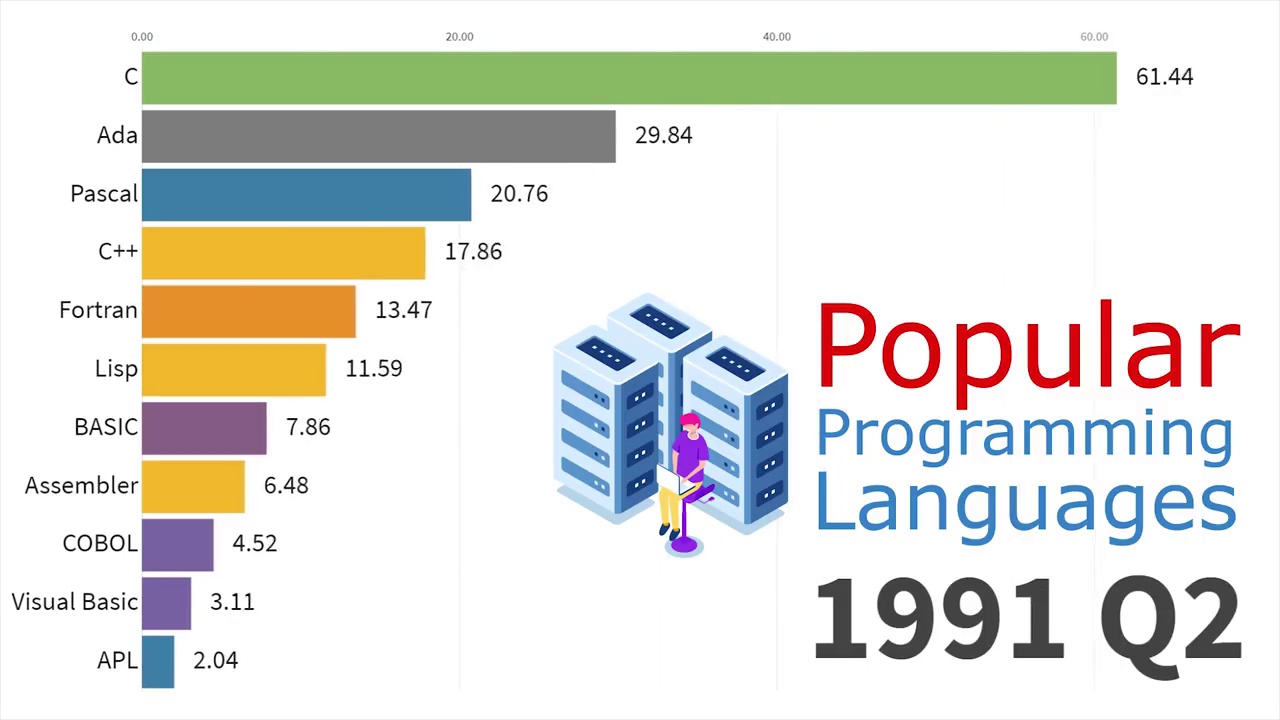 0.00 20.00 40.00 60.00
C 61.44
Ada 29.84
Pascal 20.76
C++ 17.86
Fortran 13.47
Lisp 11.59
BASIC 7.86
Assembler 6.48
COBOL 4.52
Visual Basic 3.11
APL 2.04
Popular
Programming
Languages
1991 Q2